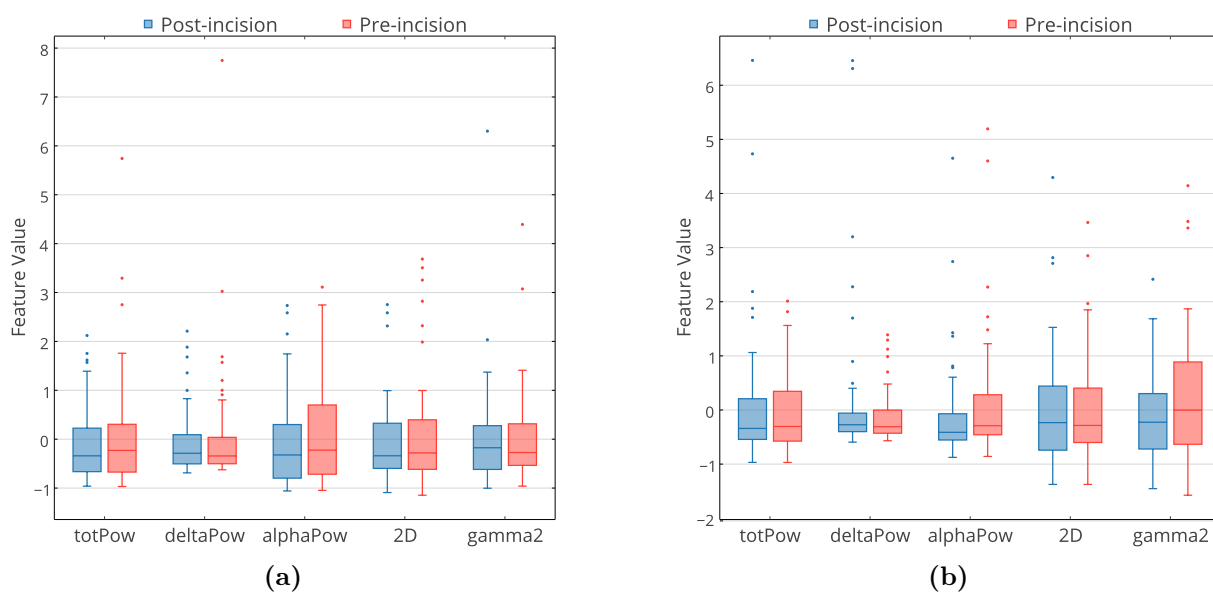 Post-incision Pre-incision
8
7
6
5
4
3
2
1
0
−1
Feature Value
totPow deltaPow alphaPow 2D gamma2
(a)
Post-incision Pre-incision
6
5
4
3
2
1
0
−1
−2
Feature Value
totPow deltaPow alphaPow 2D gamma2
(b)